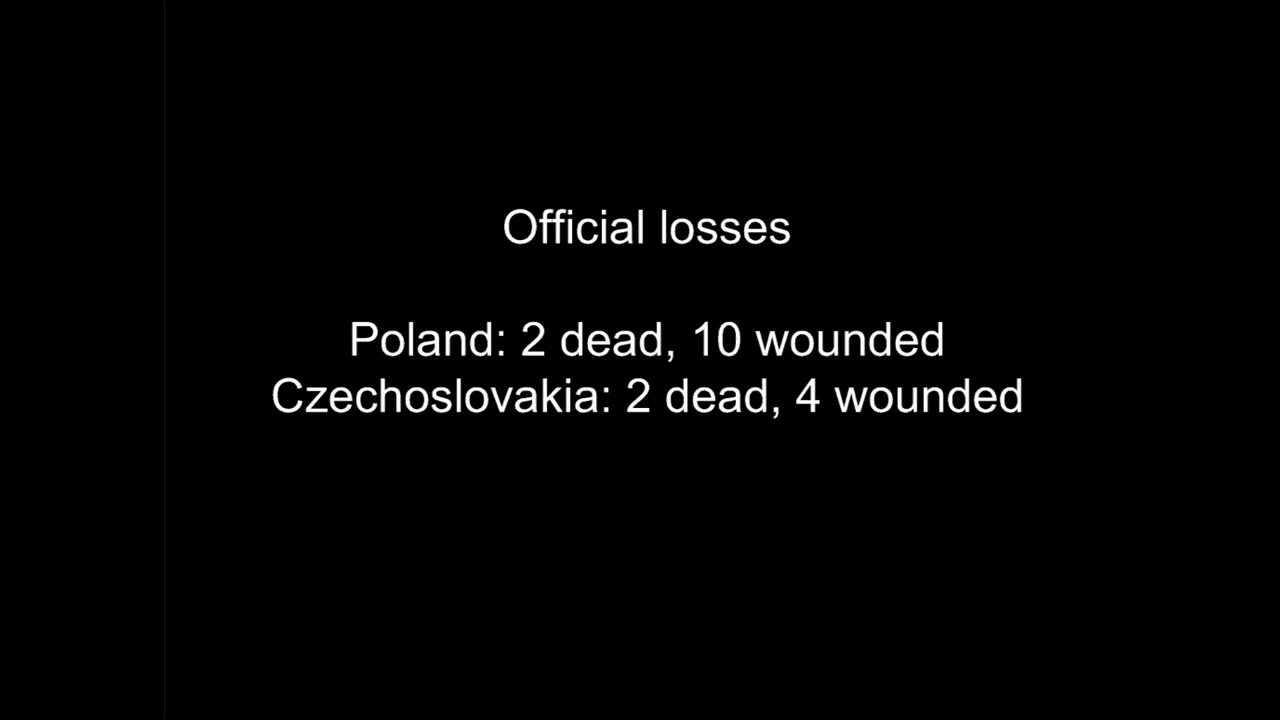 Official losses
Poland: 2 dead, 10 wounded
Czechoslovakia: 2 dead, 4 wounded